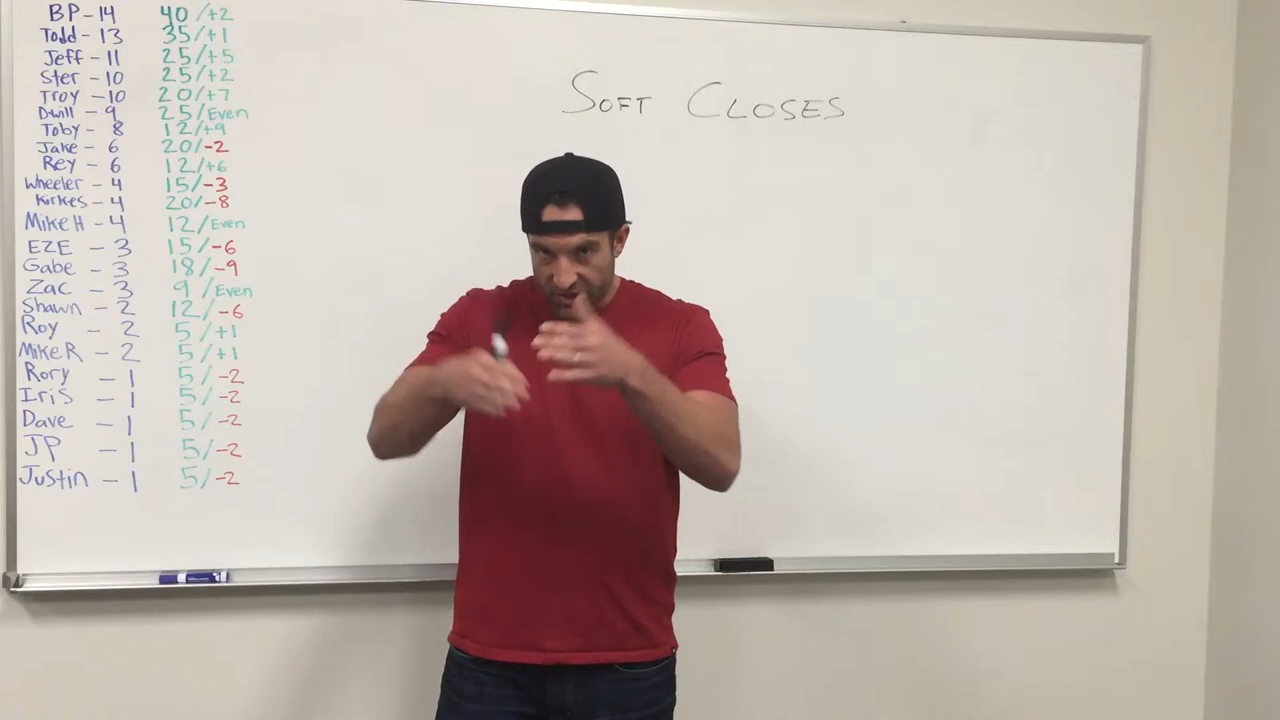 BP - 14 40/+2
Todd - 13 35/+1
Jeff - 11 25/+5
Ster - 10 25/+2
Troy - 10 20/+7
Dwill - 9 25/Even
Toby - 8 12/+9
Jake - 6 20/-2
Rey - 6 12/+6
Wheeler - 4 15/-3
Kirkes - 4 20/-8
Mike H - 4 12/Even
EZE - 3 15/-6
Gabe - 3 18/-9
Zac - 3 9/Even
Shawn - 2 12/-6
Roy - 2 5/+1
Mike R - 2 5/+1
Rory - 1 5/-2
Iris - 1 5/-2
Dave - 1 5/-2
JP - 1 5/-2
Justin - 1 5/-2
SOFT CLOSES